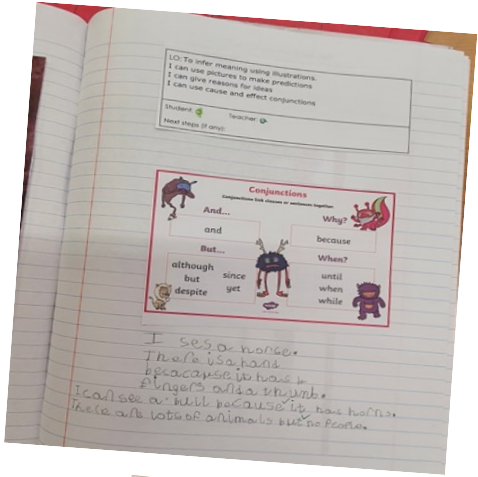 LO: To infer meaning using illustrations.
I can use pictures to make predictions
I can give reasons for ideas
I can use cause and effect conjunctions
Student:
Teacher:
Next steps (if any):
Conjunctions
Conjunctions link clauses or sentences together.
And...
and
But...
although
but
despite
since
yet
Why?
because
When?
until
when
while
I ses a horse.
There is a hand
becacause it has
fingers and a thumb.
I can see a bull because it has horns.
There are lots of animals but no people.